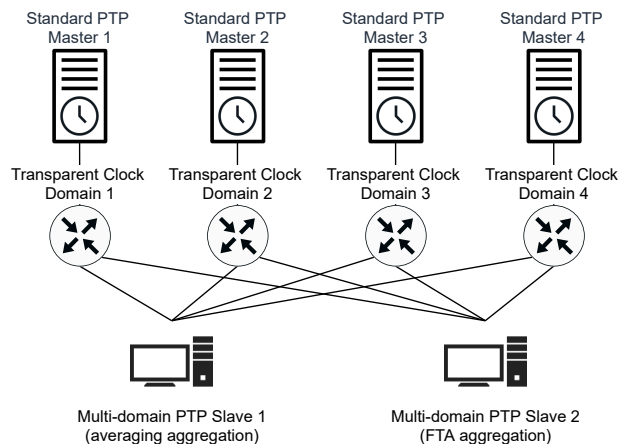 Standard PTP
Master 1
Standard PTP
Master 2
Standard PTP
Master 3
Standard PTP
Master 4
Transparent Clock
Domain 1
Transparent Clock
Domain 2
Transparent Clock
Domain 3
Transparent Clock
Domain 4
Multi-domain PTP Slave 1
(averaging aggregation)
Multi-domain PTP Slave 2
(FTA aggregation)